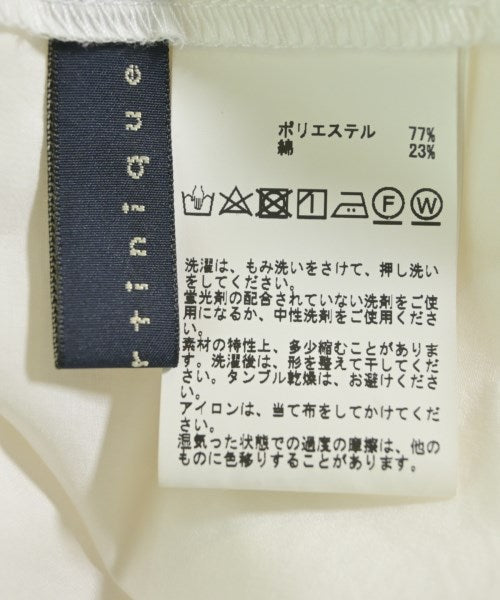 rtinique
ポリエステル 77%
綿 23%
F W
洗濯は、もみ洗いをさけて、押し洗い
をしてください。
蛍光剤の配合されていない洗剤をご使
用になるか、中性洗剤をご使用くださ
い。
素材の特性上、多少縮むことがありま
す。洗濯後は、形を整えて干してくだ
さい。タンブル乾燥は、お避けくださ
い。
アイロンは、当て布をしてかけてくだ
さい。
湿気った状態での過度の摩擦は、他の
ものに色移りすることがあります。